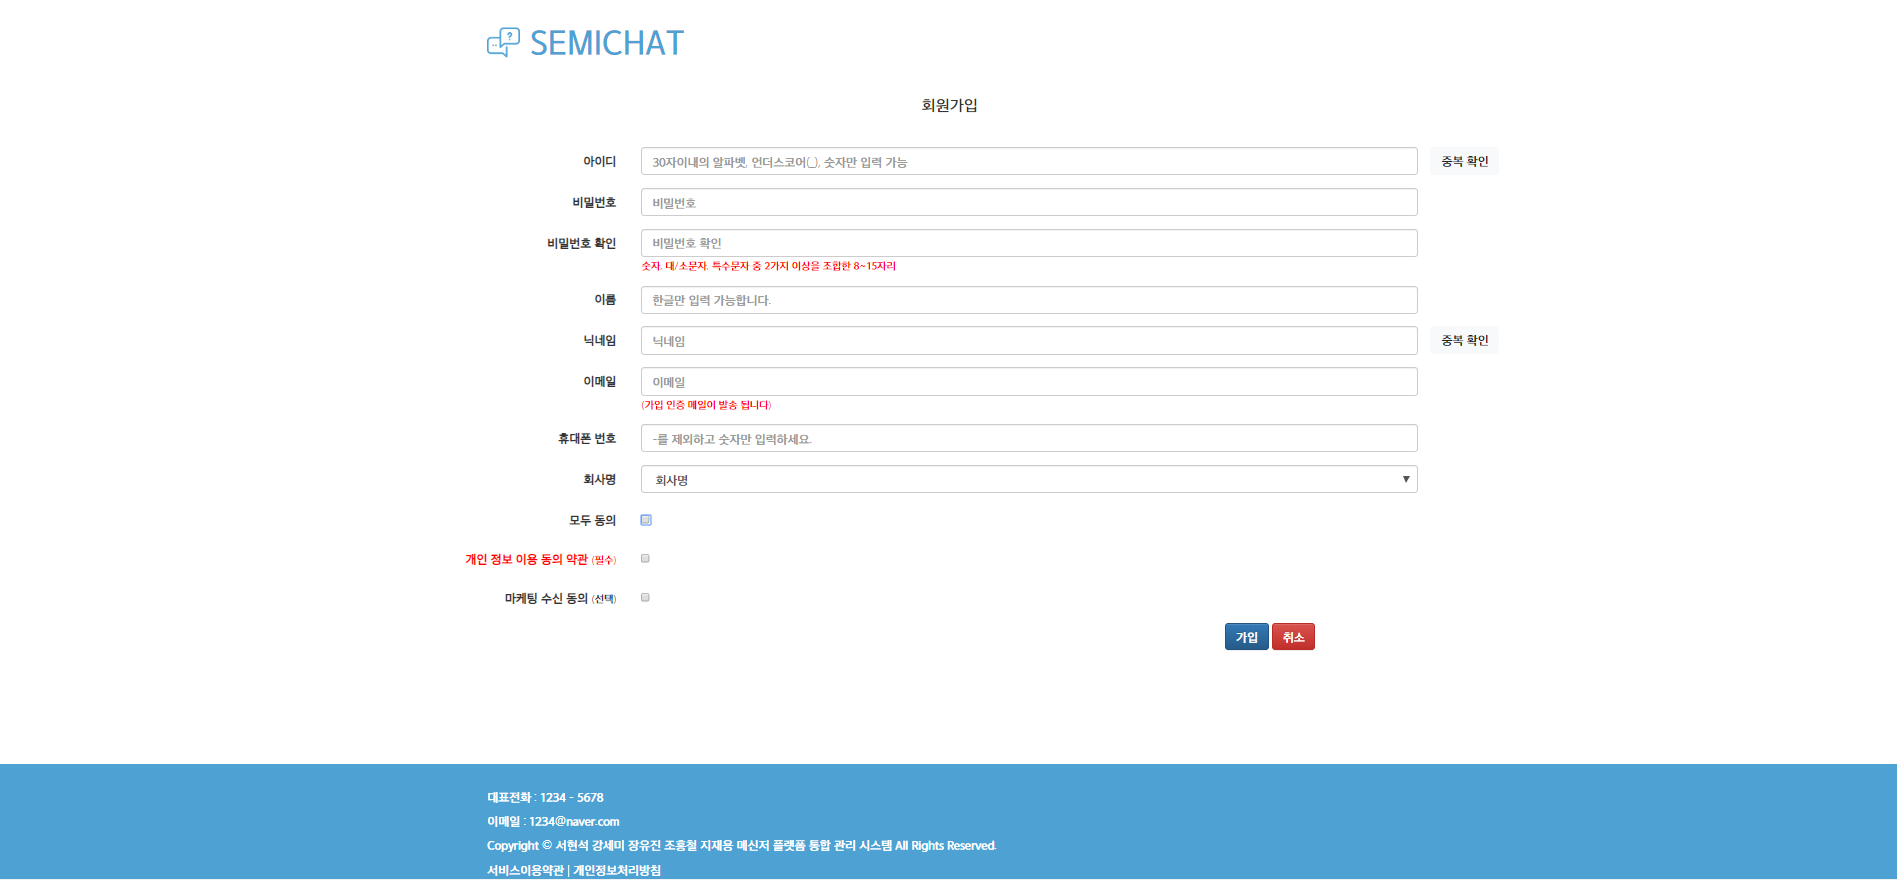 SEMICHAT
회원가입
아이디 30자이내의 알파벳, 언더스코어(_), 숫자만 입력 가능 중복 확인
비밀번호 비밀번호
비밀번호 확인 비밀번호 확인
숫자, 대/소문자, 특수문자 중 2가지 이상을 조합한 8~15자리
이름 한글만 입력 가능합니다.
닉네임 닉네임 중복 확인
이메일 이메일
(가입 인증 메일이 발송 됩니다)
휴대폰 번호 -를 제외하고 숫자만 입력하세요.
회사명 회사명
모두 동의
개인 정보 이용 동의 약관 (필수)
마케팅 수신 동의 (선택)
가입 취소
대표전화 : 1234 - 5678
이메일 : 1234@naver.com
Copyright © 서현석 강세미 장유진 조흥철 지재용 메신저 플랫폼 통합 관리 시스템 All Rights Reserved.
서비스이용약관 | 개인정보처리방침